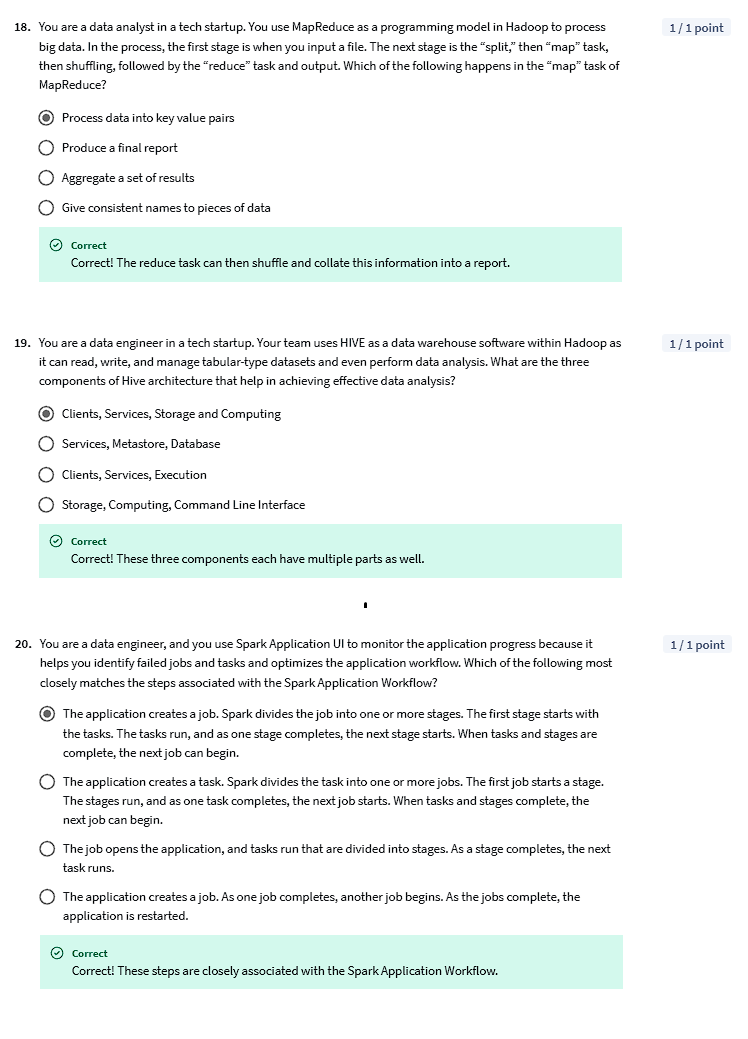 18. You are a data analyst in a tech startup. You use MapReduce as a programming model in Hadoop to process
1 / 1 point
big data. In the process, the first stage is when you input a file. The next stage is the “split,” then “map” task,
then shuffling, followed by the “reduce” task and output. Which of the following happens in the “map” task of
MapReduce?
Process data into key value pairs
Produce a final report
Aggregate a set of results
Give consistent names to pieces of data
Correct
Correct! The reduce task can then shuffle and collate this information into a report.
19. You are a data engineer in a tech startup. Your team uses HIVE as a data warehouse software within Hadoop as
1 / 1 point
it can read, write, and manage tabular-type datasets and even perform data analysis. What are the three
components of Hive architecture that help in achieving effective data analysis?
Clients, Services, Storage and Computing
Services, Metastore, Database
Clients, Services, Execution
Storage, Computing, Command Line Interface
Correct
Correct! These three components each have multiple parts as well.
20. You are a data engineer, and you use Spark Application UI to monitor the application progress because it
1 / 1 point
helps you identify failed jobs and tasks and optimizes the application workflow. Which of the following most
closely matches the steps associated with the Spark Application Workflow?
The application creates a job. Spark divides the job into one or more stages. The first stage starts with
the tasks. The tasks run, and as one stage completes, the next stage starts. When tasks and stages are
complete, the next job can begin.
The application creates a task. Spark divides the task into one or more jobs. The first job starts a stage.
The stages run, and as one task completes, the next job starts. When tasks and stages complete, the
next job can begin.
The job opens the application, and tasks run that are divided into stages. As a stage completes, the next
task runs.
The application creates a job. As one job completes, another job begins. As the jobs complete, the
application is restarted.
Correct
Correct! These steps are closely associated with the Spark Application Workflow.